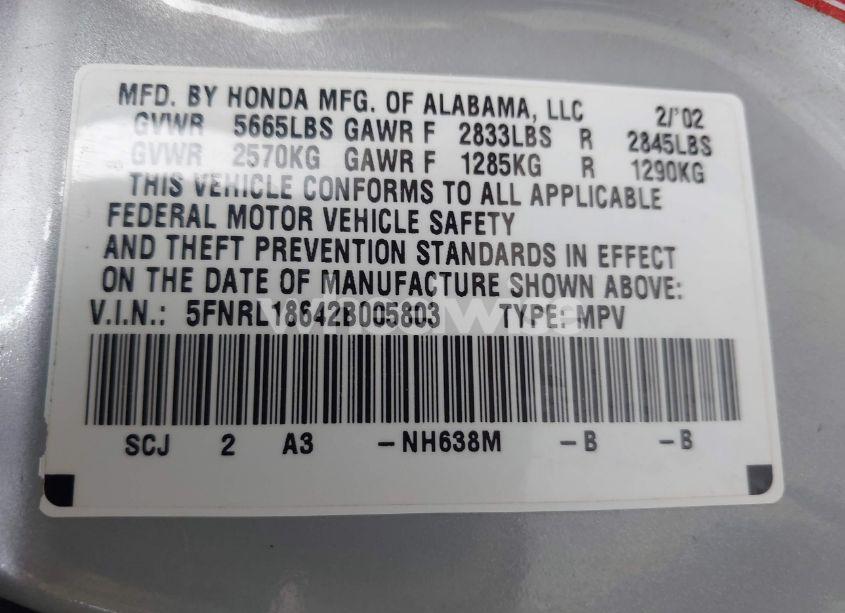 MFD. BY HONDA MFG. OF ALABAMA, LLC 2/'02
GVWR 5665LBS GAWR F 2833LBS R 2845LBS
GVWR 2570KG GAWR F 1285KG R 1290KG
THIS VEHICLE CONFORMS TO ALL APPLICABLE
FEDERAL MOTOR VEHICLE SAFETY
AND THEFT PREVENTION STANDARDS IN EFFECT
ON THE DATE OF MANUFACTURE SHOWN ABOVE:
V.I.N.: 5FNRL18642B005803 TYPE: MPV
SCJ 2 A3 -NH638M -B -B